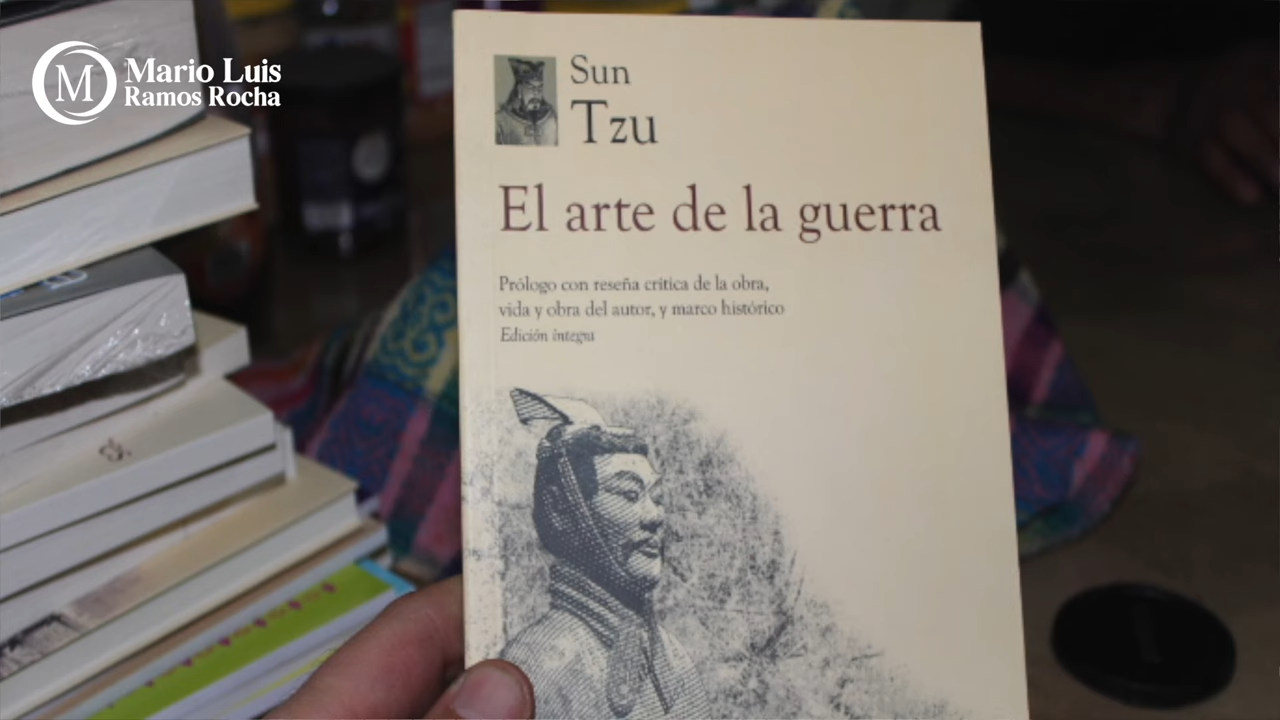 Mario Luis
Ramos Rocha
M
Sun
Tzu
El arte de la guerra
Prólogo con reseña crítica de la obra,
vida y obra del autor, y marco histórico
Edición íntegra